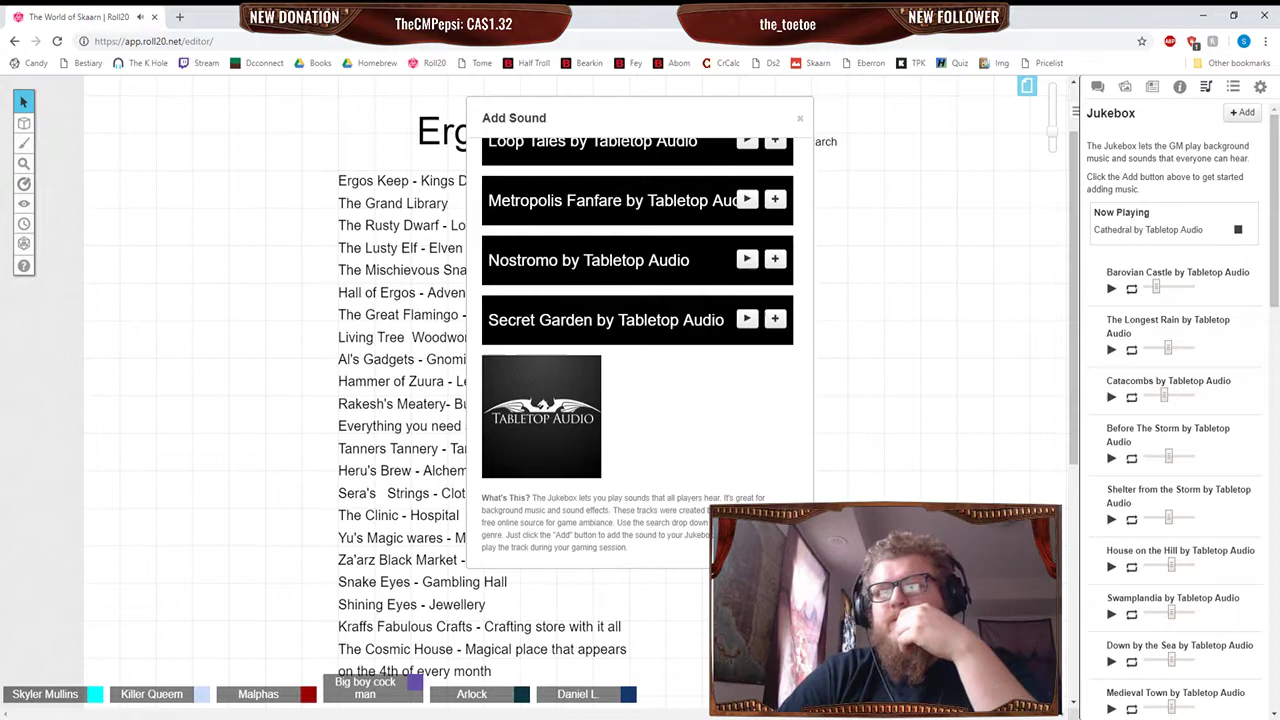 The World of Skaarn | Roll20
NEW DONATION
TheCMPepsi: CA$1.32
the_toetoe
NEW FOLLOWER
https://app.roll20.net/editor/
Candy
Bestiary
The K Hole
Stream
Dcconnect
Books
Homebrew
Roll20
Tome
Half Troll
Bearkin
Fey
Abom
CrCalc
Ds2
Skaarn
Eberron
TPK
Quiz
Img
Pricelist
Other bookmarks
Erg
arch
Ergos Keep - Kings D
The Grand Library
The Rusty Dwarf - Lo
The Lusty Elf - Elven
The Mischievous Sna
Hall of Ergos - Adven
The Great Flamingo -
Living Tree Woodwor
Al's Gadgets - Gnomi
Hammer of Zuura - Le
Rakesh's Meatery- Bu
Everything you need
Tanners Tannery - Tar
Heru's Brew - Alchem
Sera's Strings - Clot
The Clinic - Hospital
Yu's Magic wares - M
Za'arz Black Market -
Snake Eyes - Gambling Hall
Shining Eyes - Jewellery
Kraffs Fabulous Crafts - Crafting store with it all
The Cosmic House - Magical place that appears
on the 4th of every month
Add Sound
Loop Tales by Tabletop Audio
Metropolis Fanfare by Tabletop Aud
Nostromo by Tabletop Audio
Secret Garden by Tabletop Audio
TABLETOP AUDIO
What's This? The Jukebox lets you play sounds that all players hear. It's great for
background music and sound effects. These tracks were created b
free online source for game ambiance. Use the search drop down
genre. Just click the "Add" button to add the sound to your Jukebo
play the track during your gaming session.
Skyler Mullins
Killer Queem
Malphas
Big boy cock
man
Arlock
Daniel L.
Jukebox
+ Add
The Jukebox lets the GM play background
music and sounds that everyone can hear.
Click the Add button above to get started
adding music.
Now Playing
Cathedral by Tabletop Audio
Barovian Castle by Tabletop Audio
The Longest Rain by Tabletop
Audio
Catacombs by Tabletop Audio
Before The Storm by Tabletop
Audio
Shelter from the Storm by Tabletop
Audio
House on the Hill by Tabletop Audio
Swamplandia by Tabletop Audio
Down by the Sea by Tabletop Audio
Medieval Town by Tabletop Audio